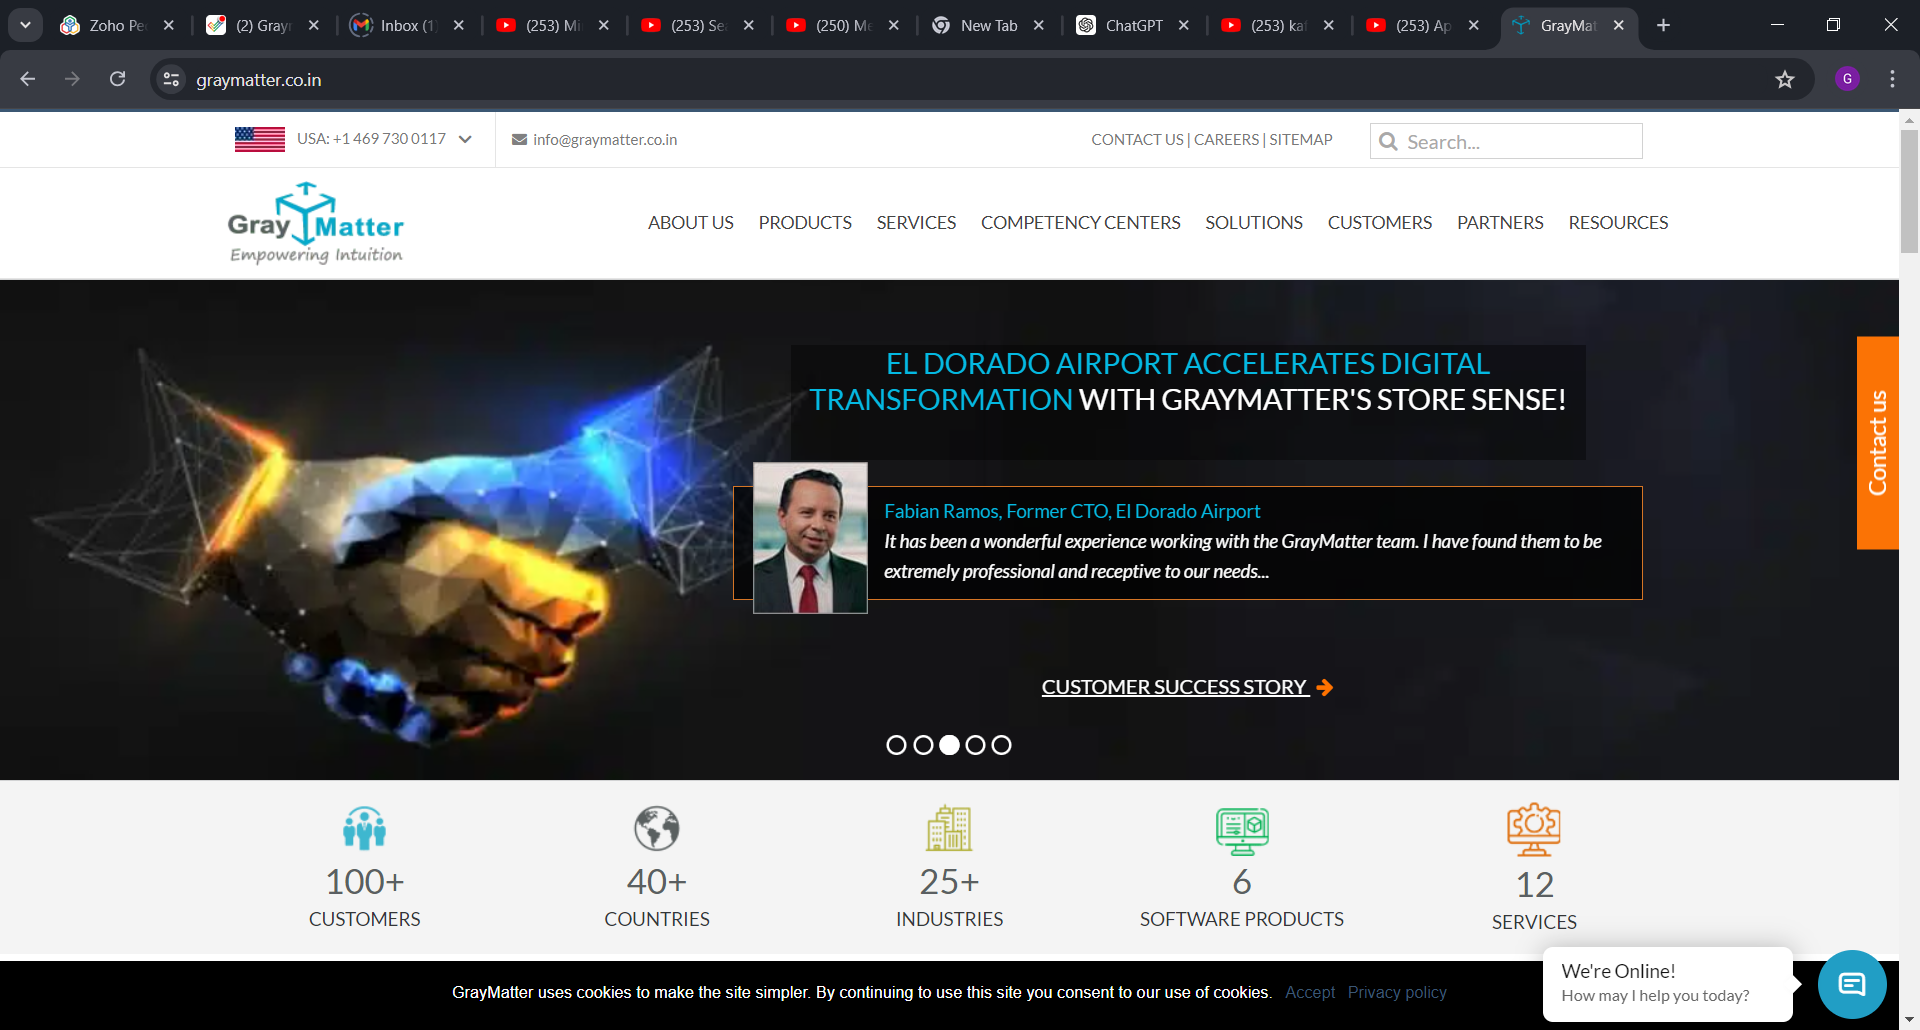 Zoho Pe
(2) Gray
Inbox (1
(253) Mi
(253) Se
(250) Me
New Tab
ChatGPT
(253) ka
(253) Ap
GrayMat
graymatter.co.in
G
USA: +1 469 730 0117
info@graymatter.co.in
CONTACT US | CAREERS | SITEMAP
Search...
Gray Matter
Empowering Intuition
ABOUT US
PRODUCTS
SERVICES
COMPETENCY CENTERS
SOLUTIONS
CUSTOMERS
PARTNERS
RESOURCES
EL DORADO AIRPORT ACCELERATES DIGITAL
TRANSFORMATION WITH GRAYMATTER'S STORE SENSE!
Fabian Ramos, Former CTO, El Dorado Airport
It has been a wonderful experience working with the GrayMatter team. I have found them to be
extremely professional and receptive to our needs...
CUSTOMER SUCCESS STORY
Contact us
100+
CUSTOMERS
40+
COUNTRIES
25+
INDUSTRIES
6
SOFTWARE PRODUCTS
12
SERVICES
GrayMatter uses cookies to make the site simpler. By continuing to use this site you consent to our use of cookies. Accept Privacy policy
We're Online!
How may I help you today?